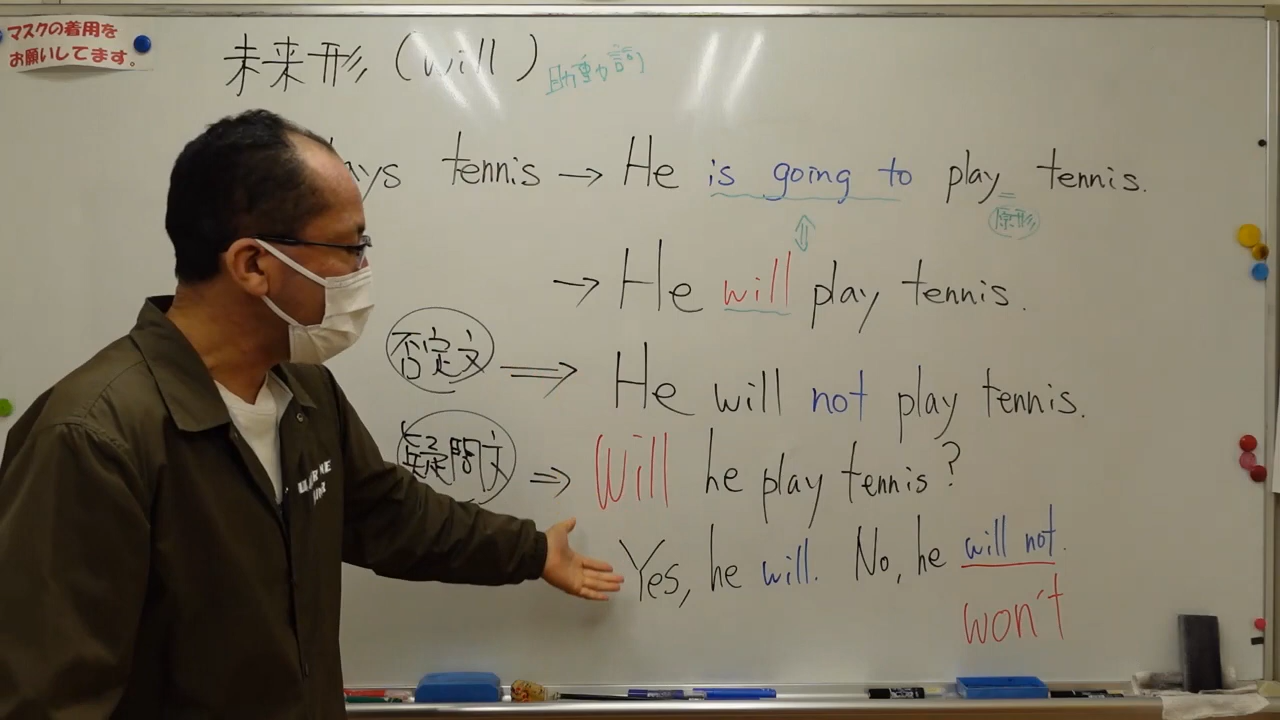 マスクの着用を
お願いしてます。
未来形 (will) 助動詞
tennis → He is going to play tennis.
⇕ 原形
→ He will play tennis.
否定文 ⇒ He will not play tennis.
疑問文 ⇒ Will he play tennis?
Yes, he will. No, he will not.
won't